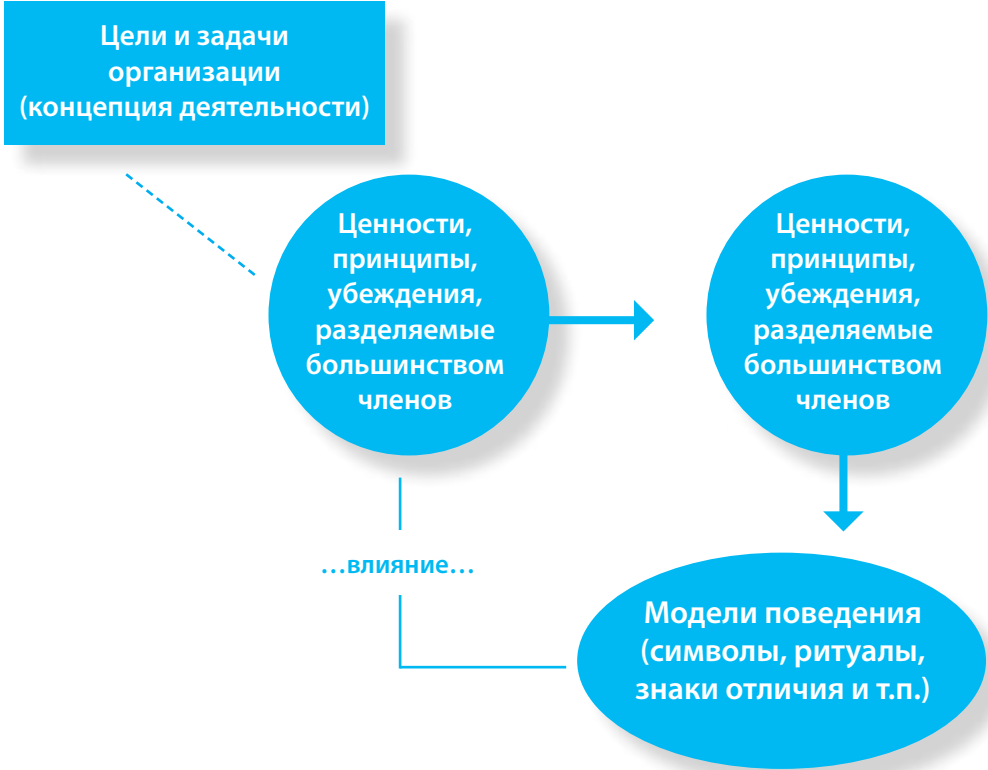 Цели и задачи
организации
(концепция деятельности)
Ценности,
принципы,
убеждения,
разделяемые
большинством
членов
Ценности,
принципы,
убеждения,
разделяемые
большинством
членов
…влияние…
Модели поведения
(символы, ритуалы,
знаки отличия и т.п.)